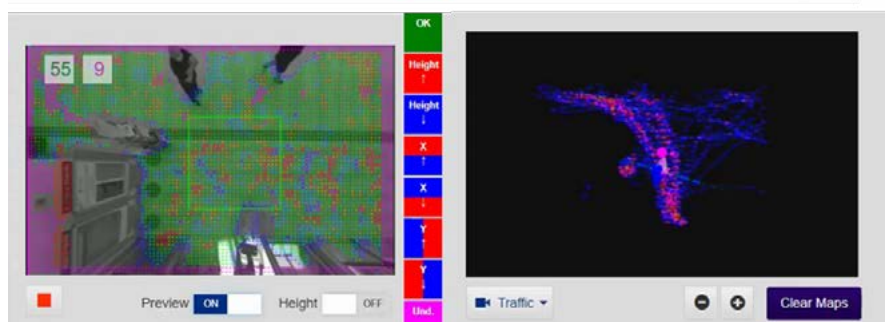 55 9
OK
Height
↑
Height
↓
X
↑
X
↓
Y
↑
Y
↓
Und.
Preview ON Height OFF
Traffic
Clear Maps